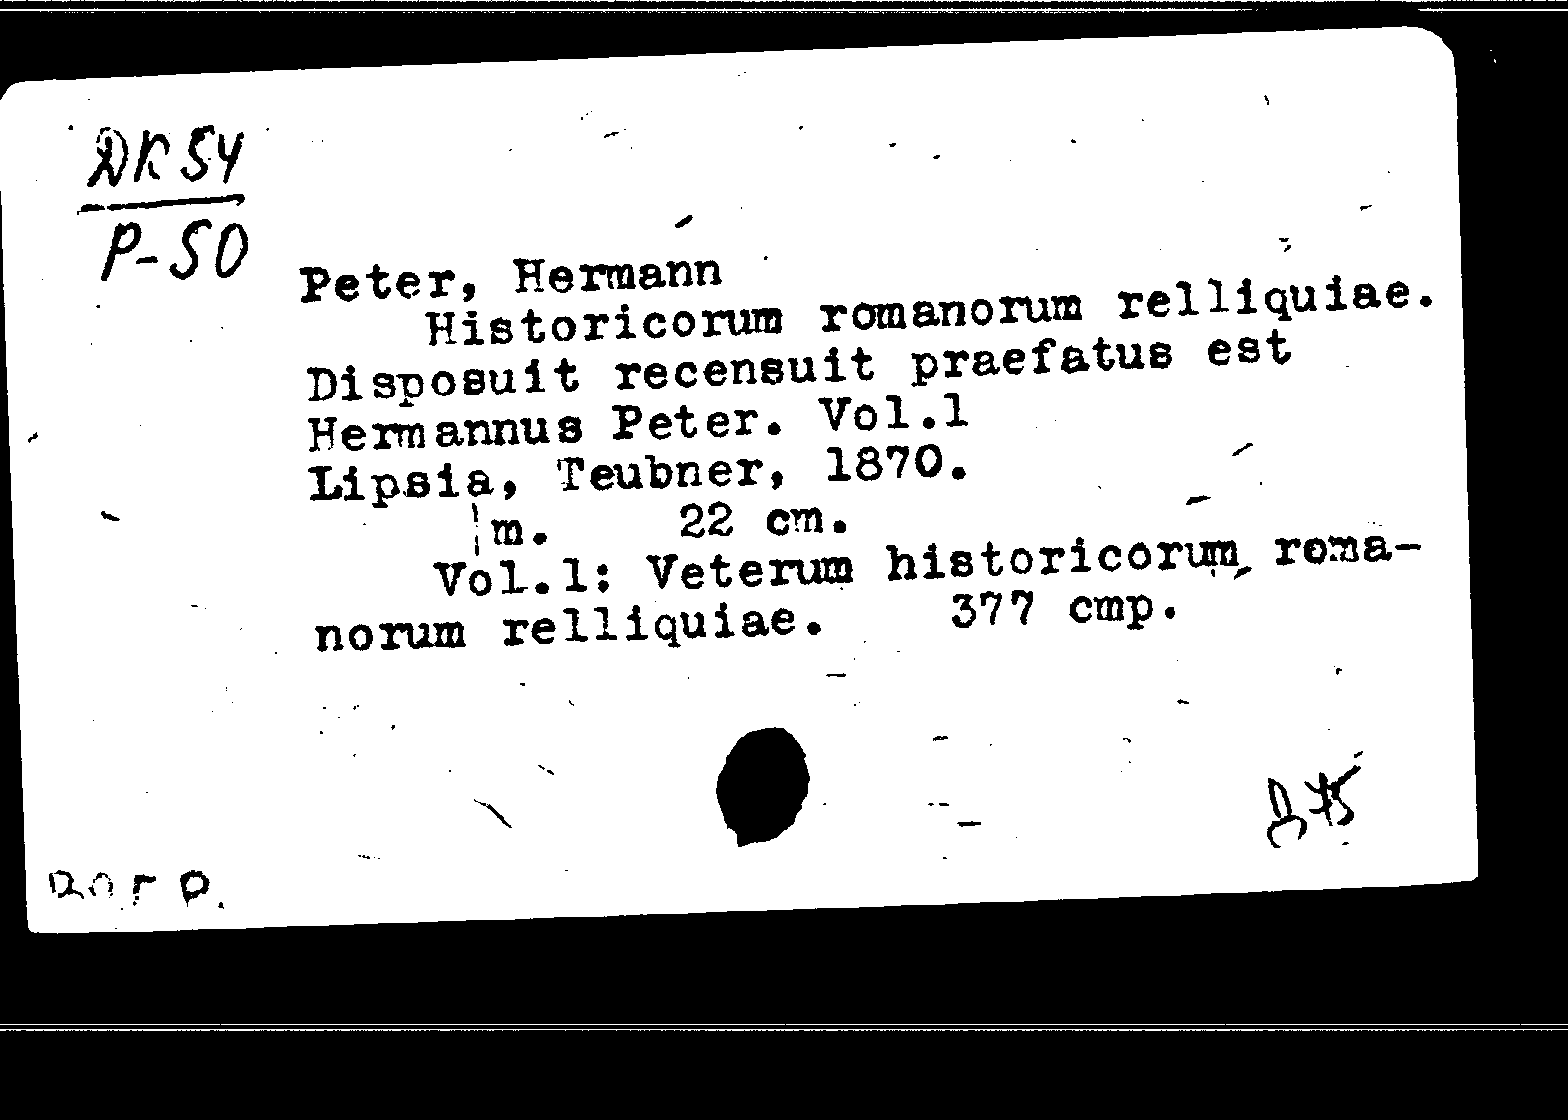 ДК 54
P-50
Peter, Hermann
Historicorum romanorum relliquiae.
Disposuit recensuit praefatus est
Hermannus Peter. Vol.1
Lipsia, Teubner, 1870.
m. 22 cm.
Vol.1: Veterum historicorum roma-
norum relliquiae. 377 cmp.